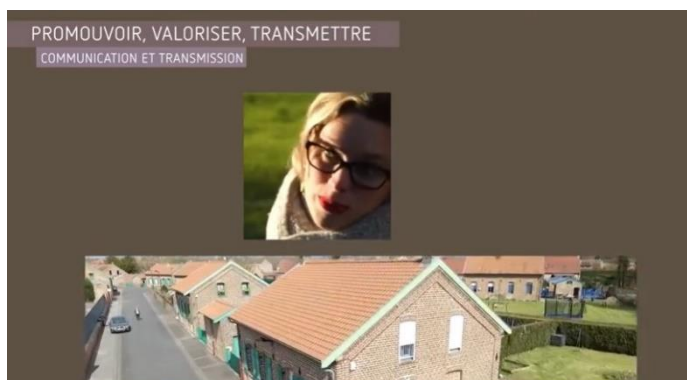 PROMOUVOIR, VALORISER, TRANSMETTRE
COMMUNICATION ET TRANSMISSION